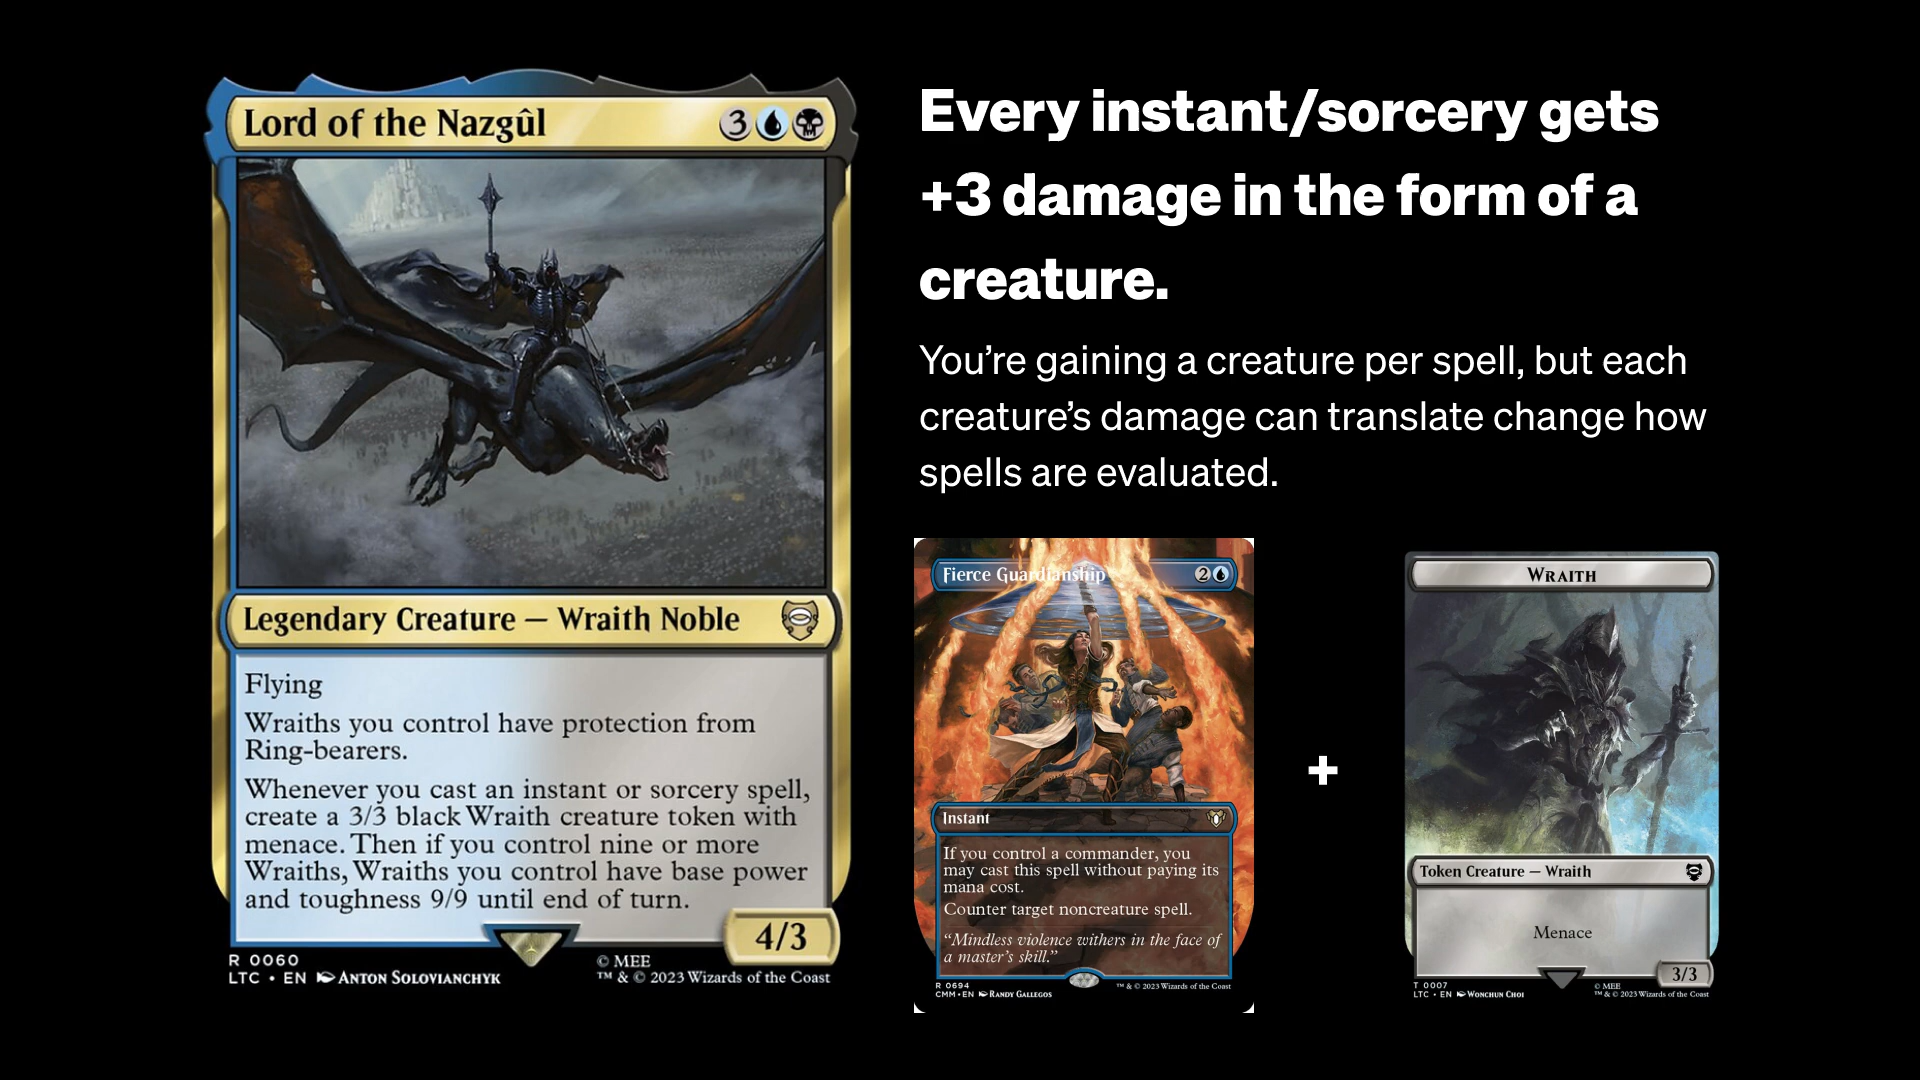 Lord of the Nazgûl 3
Legendary Creature — Wraith Noble
Flying
Wraiths you control have protection from
Ring-bearers.
Whenever you cast an instant or sorcery spell,
create a 3/3 black Wraith creature token with
menace. Then if you control nine or more
Wraiths, Wraiths you control have base power
and toughness 9/9 until end of turn.
4/3
R 0060
LTC • EN Anton Solovianchyk
© MEE
™ & © 2023 Wizards of the Coast
Every instant/sorcery gets
+3 damage in the form of a
creature.
You’re gaining a creature per spell, but each
creature’s damage can translate change how
spells are evaluated.
Fierce Guardianship 2
Instant
If you control a commander, you
may cast this spell without paying its
mana cost.
Counter target noncreature spell.
“Mindless violence withers in the face of
a master’s skill.”
R 0694
CMM • EN Randy Gallegos
™ & © 2023 Wizards of the Coast
+
Wraith
Token Creature — Wraith
Menace
3/3
T 0007
LTC • EN Wonchun Choi
© MEE
™ & © 2023 Wizards of the Coast